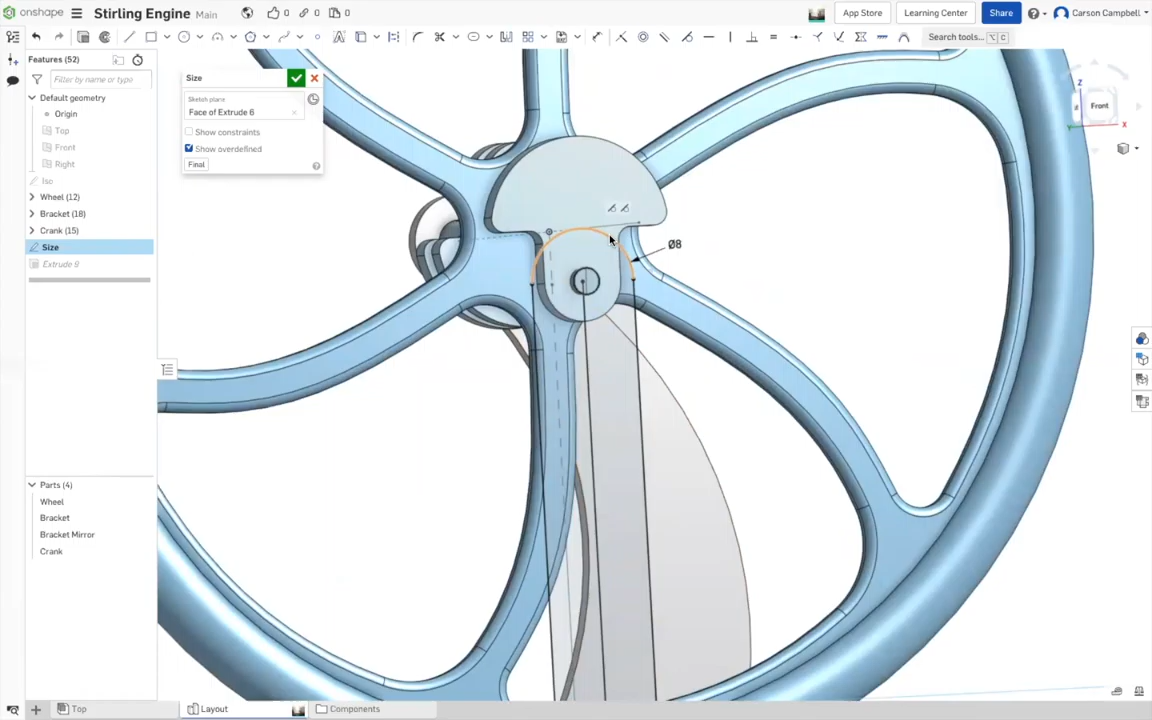 onshape Stirling Engine Main 0 0 0 App Store Learning Center Share Carson Campbell
Search tools... ⌥ C
Features (52)
Filter by name or type
Default geometry
Origin
Top
Front
Right
Iso
Wheel (12)
Bracket (18)
Crank (15)
Size
Extrude 9
Parts (4)
Wheel
Bracket
Bracket Mirror
Crank
Size
Sketch plane
Face of Extrude 6
Show constraints
Show overdefined
Final
Ø8
Z
Front
X
Top Layout Components